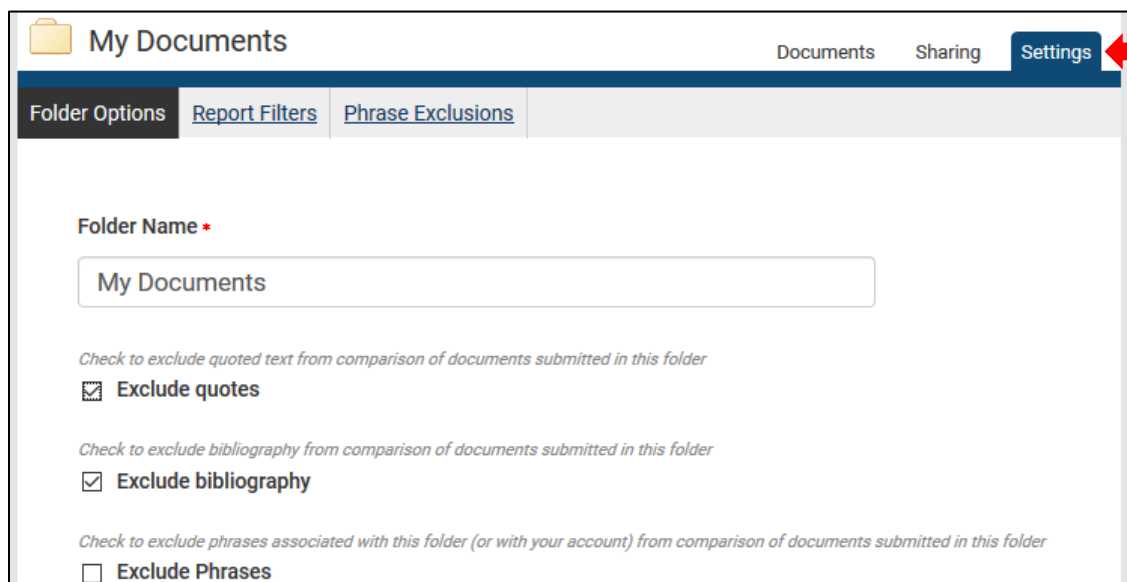 My Documents
Documents Sharing Settings
Folder Options Report Filters Phrase Exclusions
Folder Name *
My Documents
Check to exclude quoted text from comparison of documents submitted in this folder
Exclude quotes
Check to exclude bibliography from comparison of documents submitted in this folder
Exclude bibliography
Check to exclude phrases associated with this folder (or with your account) from comparison of documents submitted in this folder
Exclude Phrases